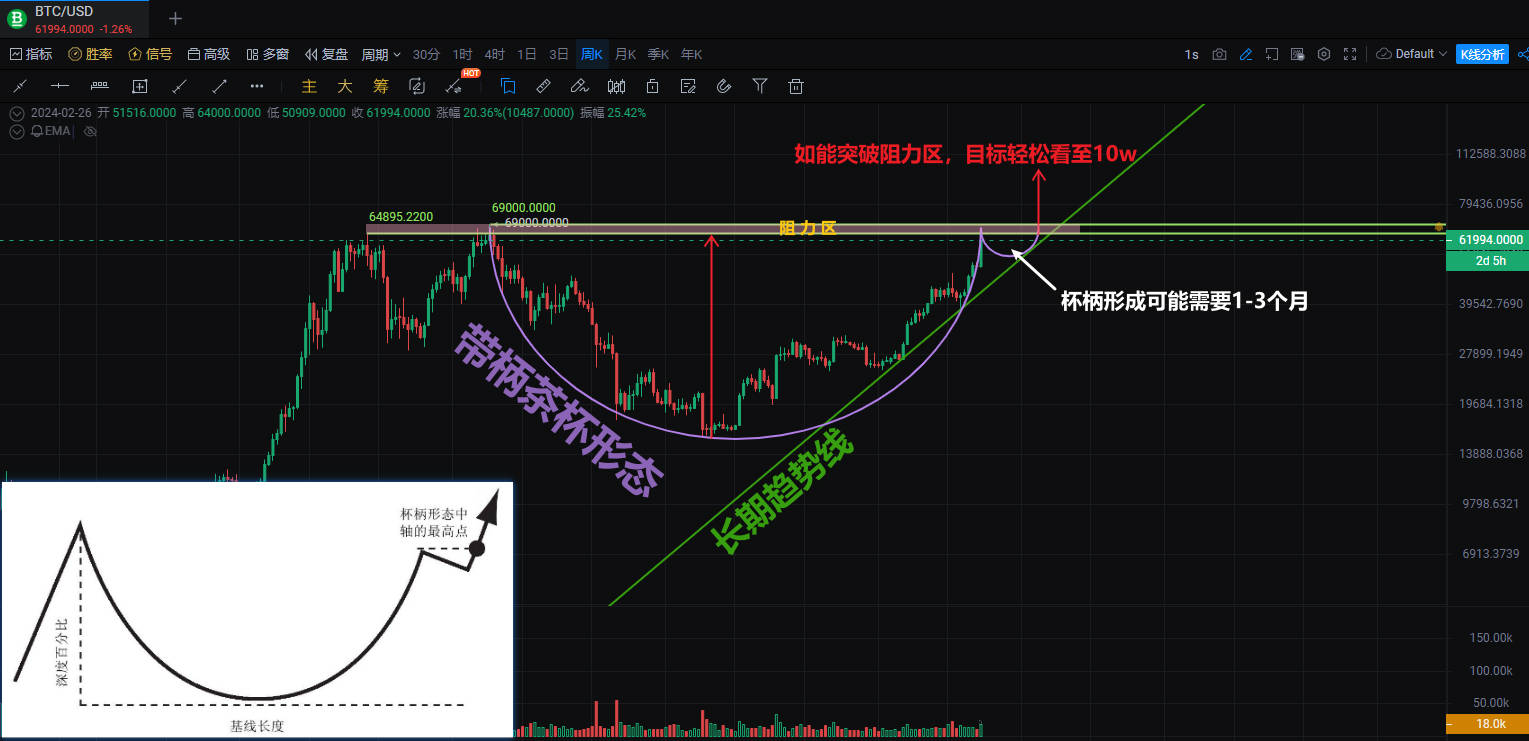 BTC/USD
61994.0000 -1.26%
指标 胜率 信号 高级 多窗 复盘 周期 30分 1时 4时 1日 3日 周K 月K 季K 年K 1s Default K线分析
主 大 筹 HOT
2024-02-26 开 51516.0000 高 64000.0000 低 50909.0000 收 61994.0000 涨幅 20.36%(10487.0000) 振幅 25.42%
EMA
如能突破阻力区，目标轻松看至10w
112588.3088
79436.0956
69000.0000
64895.2200
69000.0000
阻力区
61994.0000
2d 5h
杯柄形成可能需要1-3个月
39542.7690
带柄茶杯形态
27899.1949
19684.1318
长期趋势线
13888.0368
9798.6321
6913.3739
杯柄形态中
轴的最高点
深度百分比
基线长度
150.00k
100.00k
50.00k
18.0k